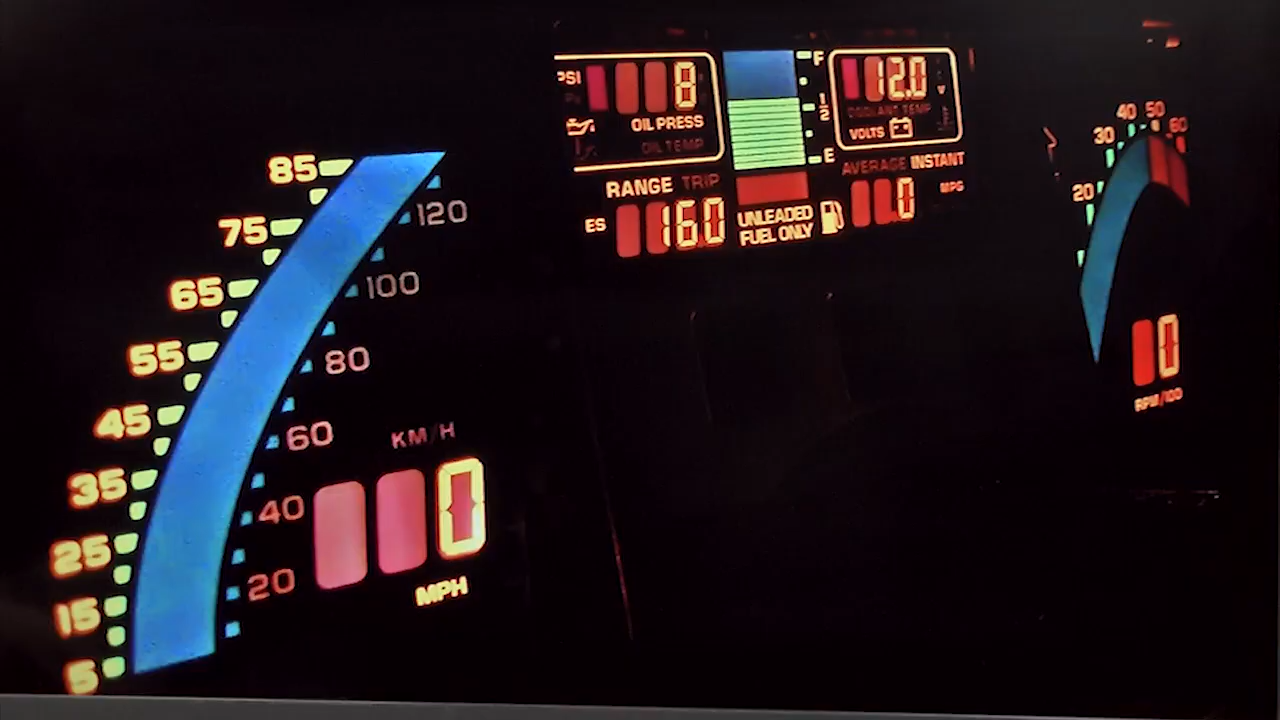 85
75
120
65
100
55
80
45
60
KM/H
35
40
0
25
20
MPH
15
5
PSI
8
OIL PRESS
OIL TEMP
RANGE TRIP
ES
160
F
1/2
E
UNLEADED
FUEL ONLY
12.0
V
COOLANT TEMP
VOLTS
AVERAGE INSTANT
0
MPG
40 50
30 60
20
0
RPM/100